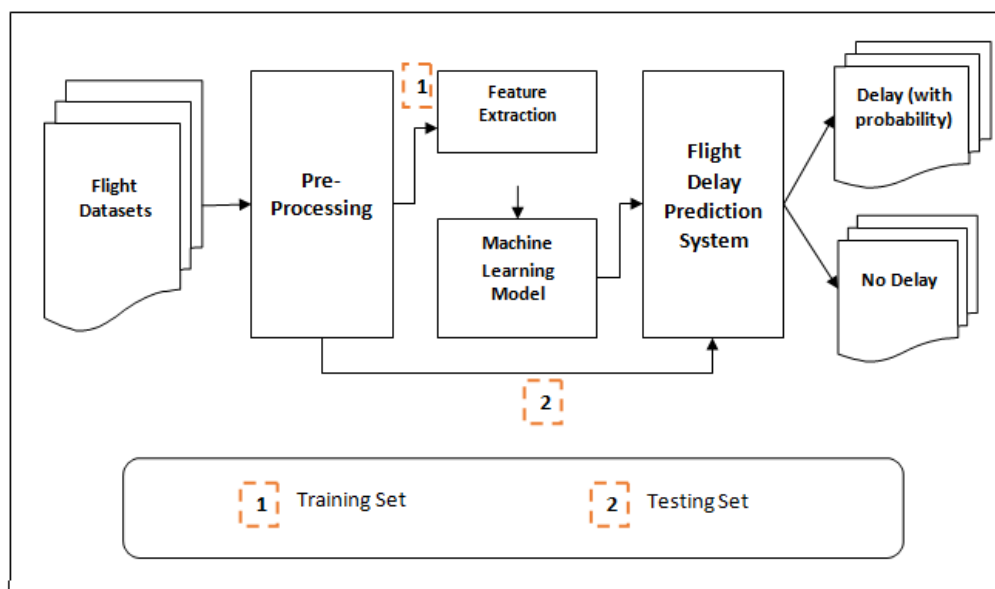 Flight
Datasets
Pre-
Processing
1
Feature
Extraction
Machine
Learning
Model
Flight
Delay
Prediction
System
Delay (with
probability)
No Delay
2
1 Training Set
2 Testing Set